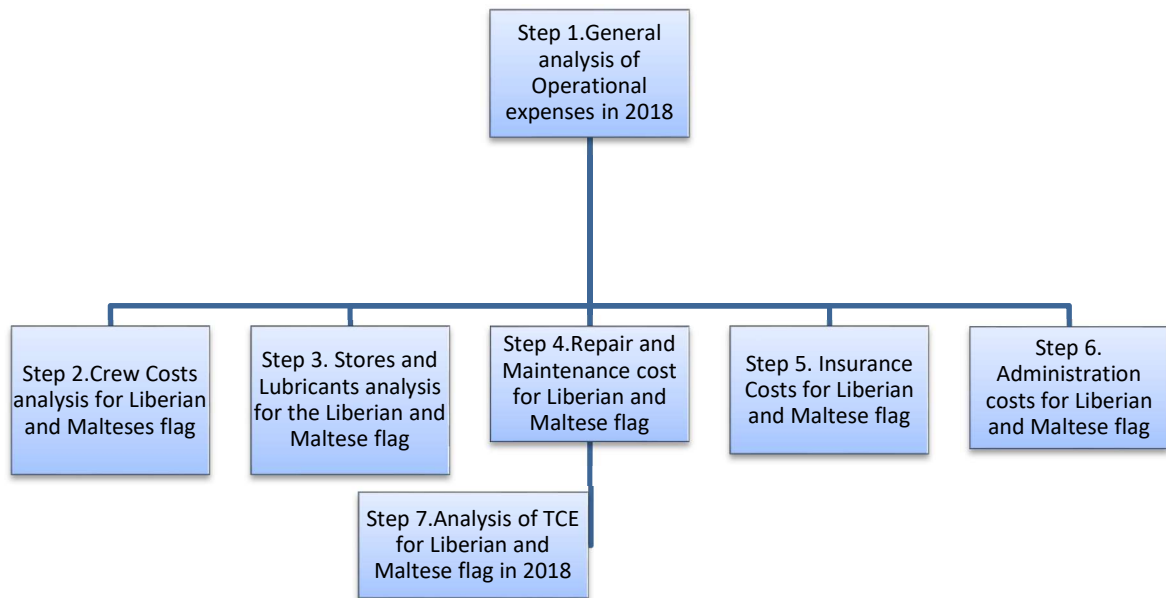 Step 1.General
analysis of
Operational
expenses in 2018
Step 2.Crew Costs
analysis for Liberian
and Malteses flag
Step 3. Stores and
Lubricants analysis
for the Liberian and
Maltese flag
Step 4.Repair and
Maintenance cost
for Liberian and
Maltese flag
Step 5. Insurance
Costs for Liberian
and Maltese flag
Step 6.
Administration
costs for Liberian
and Maltese flag
Step 7.Analysis of TCE
for Liberian and
Maltese flag in 2018